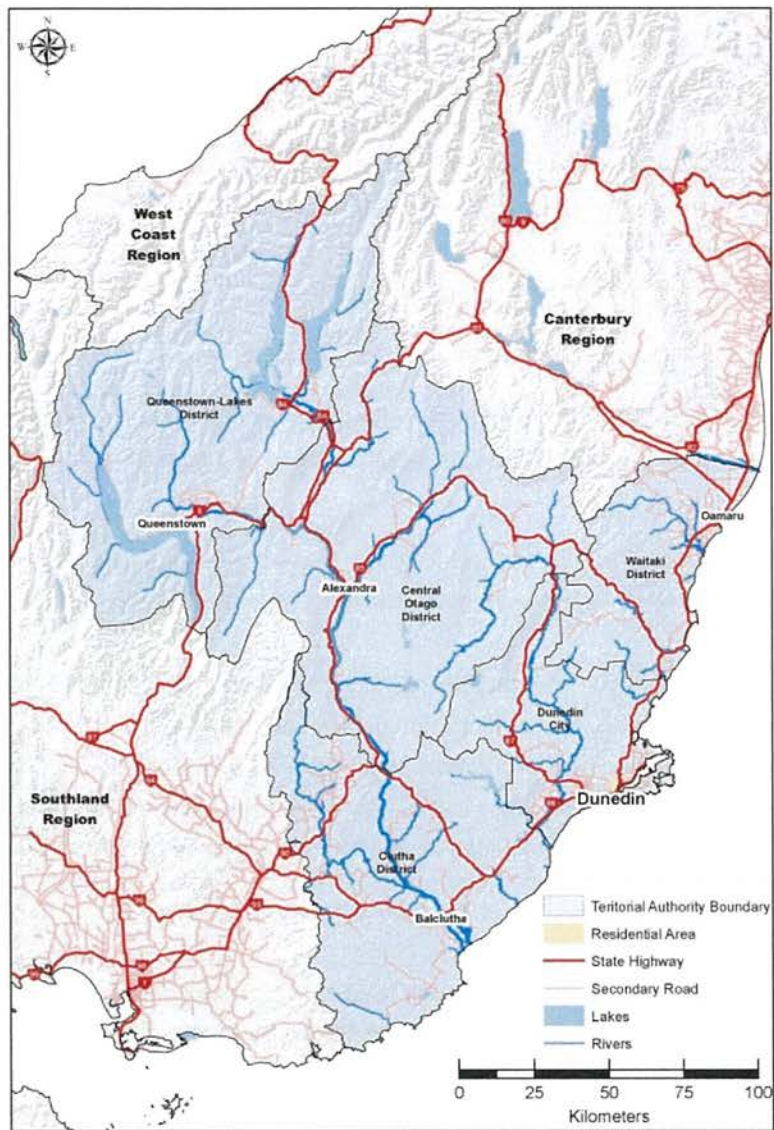 N
W E
S
West
Coast
Region
Canterbury
Region
Queenstown-Lakes
District
Queenstown
Oamaru
Waitaki
District
Alexandra
Central
Otago
District
Dunedin
City
Dunedin
Southland
Region
Clutha
District
Balclutha
Teritorial Authority Boundary
Residential Area
State Highway
Secondary Road
Lakes
Rivers
0 25 50 75 100
Kilometers